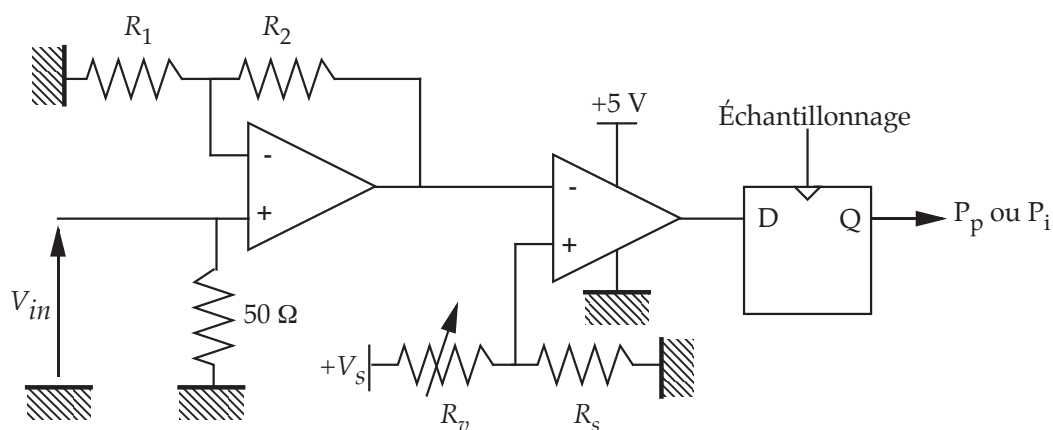 R1 R2
+5 V
Échantillonnage
-
+
-
+
D Q
Pp ou Pi
Vin
50 Ω
+Vs
Rv Rs